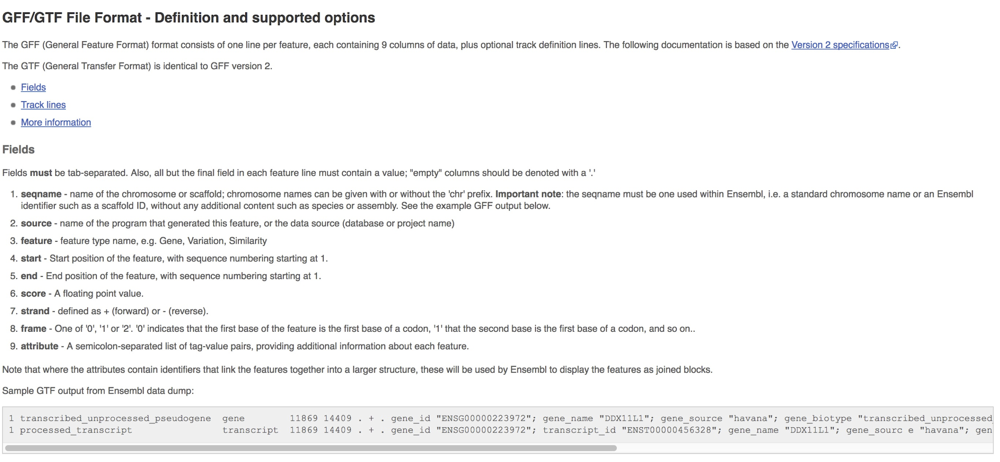 GFF/GTF File Format - Definition and supported options
The GFF (General Feature Format) format consists of one line per feature, each containing 9 columns of data, plus optional track definition lines. The following documentation is based on the Version 2 specifications.
The GTF (General Transfer Format) is identical to GFF version 2.
Fields
Track lines
More information
Fields
Fields must be tab-separated. Also, all but the final field in each feature line must contain a value; "empty" columns should be denoted with a '.'
1. seqname - name of the chromosome or scaffold; chromosome names can be given with or without the 'chr' prefix. Important note: the seqname must be one used within Ensembl, i.e. a standard chromosome name or an Ensembl
identifier such as a scaffold ID, without any additional content such as species or assembly. See the example GFF output below.
2. source - name of the program that generated this feature, or the data source (database or project name)
3. feature - feature type name, e.g. Gene, Variation, Similarity
4. start - Start position of the feature, with sequence numbering starting at 1.
5. end - End position of the feature, with sequence numbering starting at 1.
6. score - A floating point value.
7. strand - defined as + (forward) or - (reverse).
8. frame - One of '0', '1' or '2'. '0' indicates that the first base of the feature is the first base of a codon, '1' that the second base is the first base of a codon, and so on..
9. attribute - A semicolon-separated list of tag-value pairs, providing additional information about each feature.
Note that where the attributes contain identifiers that link the features together into a larger structure, these will be used by Ensembl to display the features as joined blocks.
Sample GTF output from Ensembl data dump:
1 transcribed_unprocessed_pseudogene  gene        11869 14409 . + . gene_id "ENSG00000223972"; gene_name "DDX11L1"; gene_source "havana"; gene_biotype "transcribed_unprocessed_
1 processed_transcript                transcript  11869 14409 . + . gene_id "ENSG00000223972"; transcript_id "ENST00000456328"; gene_name "DDX11L1"; gene_sourc e "havana"; gen